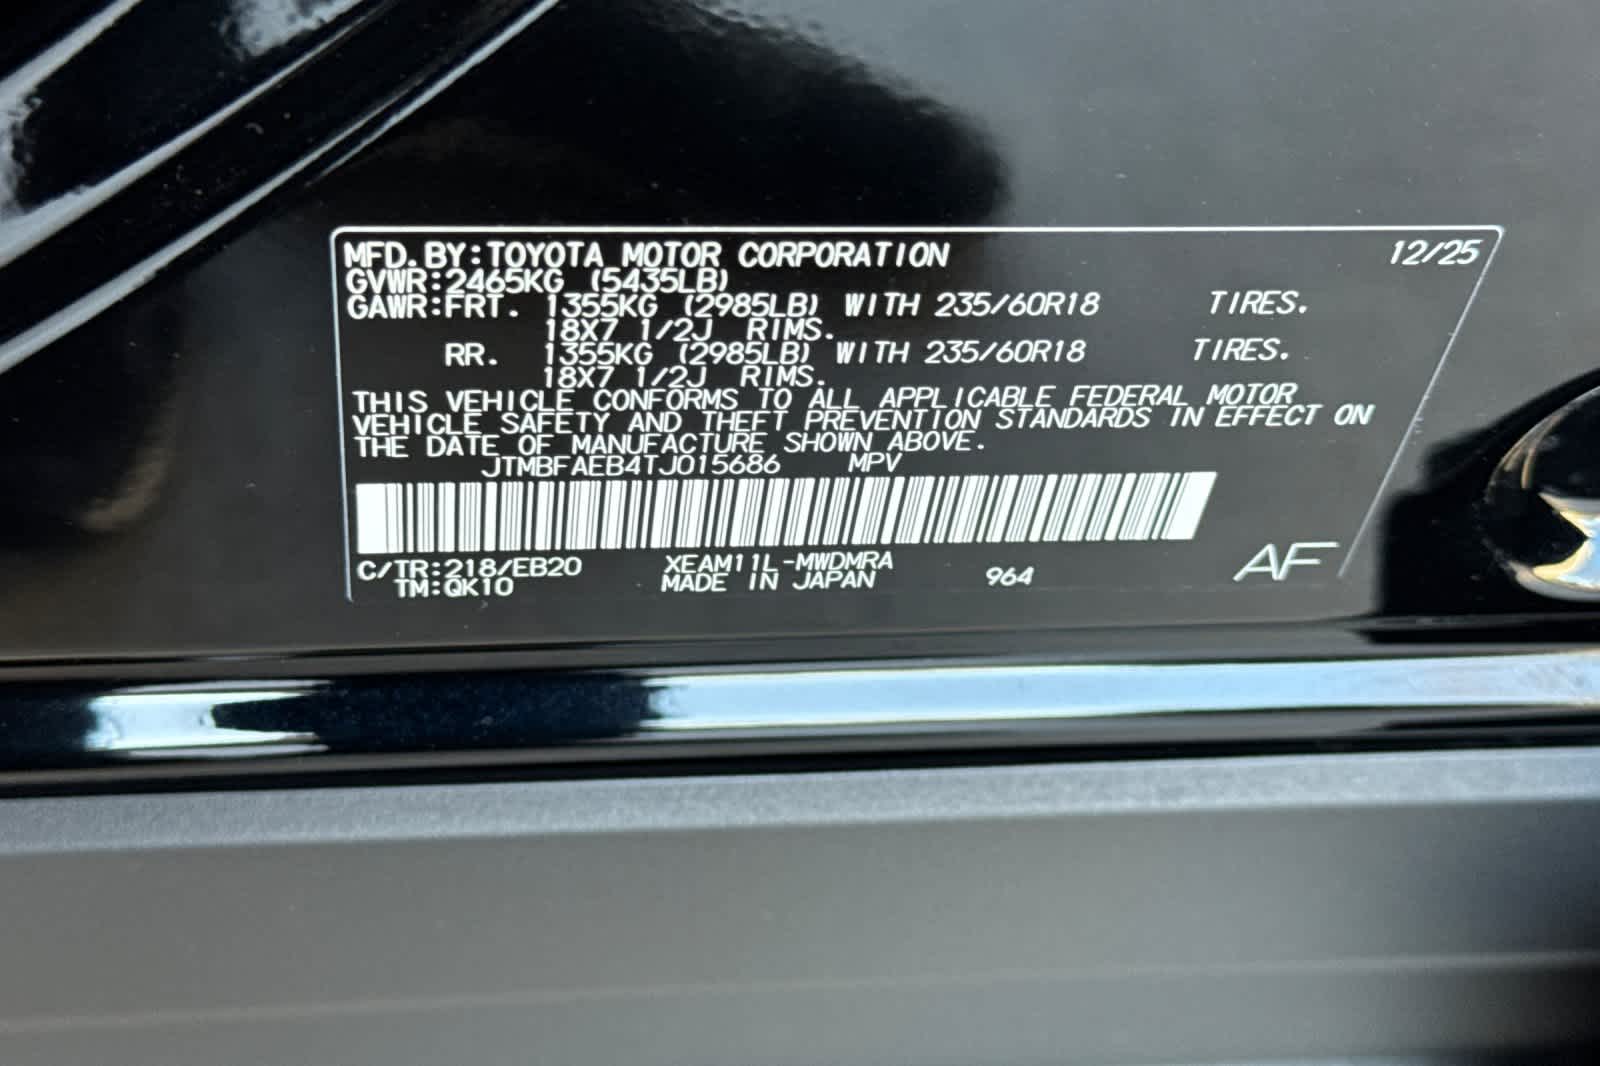 MFD. BY:TOYOTA MOTOR CORPORATION 12/25
GVWR:2465KG (5435LB)
GAWR:FRT. 1355KG (2985LB) WITH 235/60R18 TIRES.
18X7 1/2J RIMS.
RR. 1355KG (2985LB) WITH 235/60R18 TIRES.
18X7 1/2J RIMS.
THIS VEHICLE CONFORMS TO ALL APPLICABLE FEDERAL MOTOR
VEHICLE SAFETY AND THEFT PREVENTION STANDARDS IN EFFECT ON
THE DATE OF MANUFACTURE SHOWN ABOVE.
JTMBFAEB4TJ015686 MPV
C/TR:218/EB20 XEAM11L-MWDMRA
TM:QK10 MADE IN JAPAN 964 AF